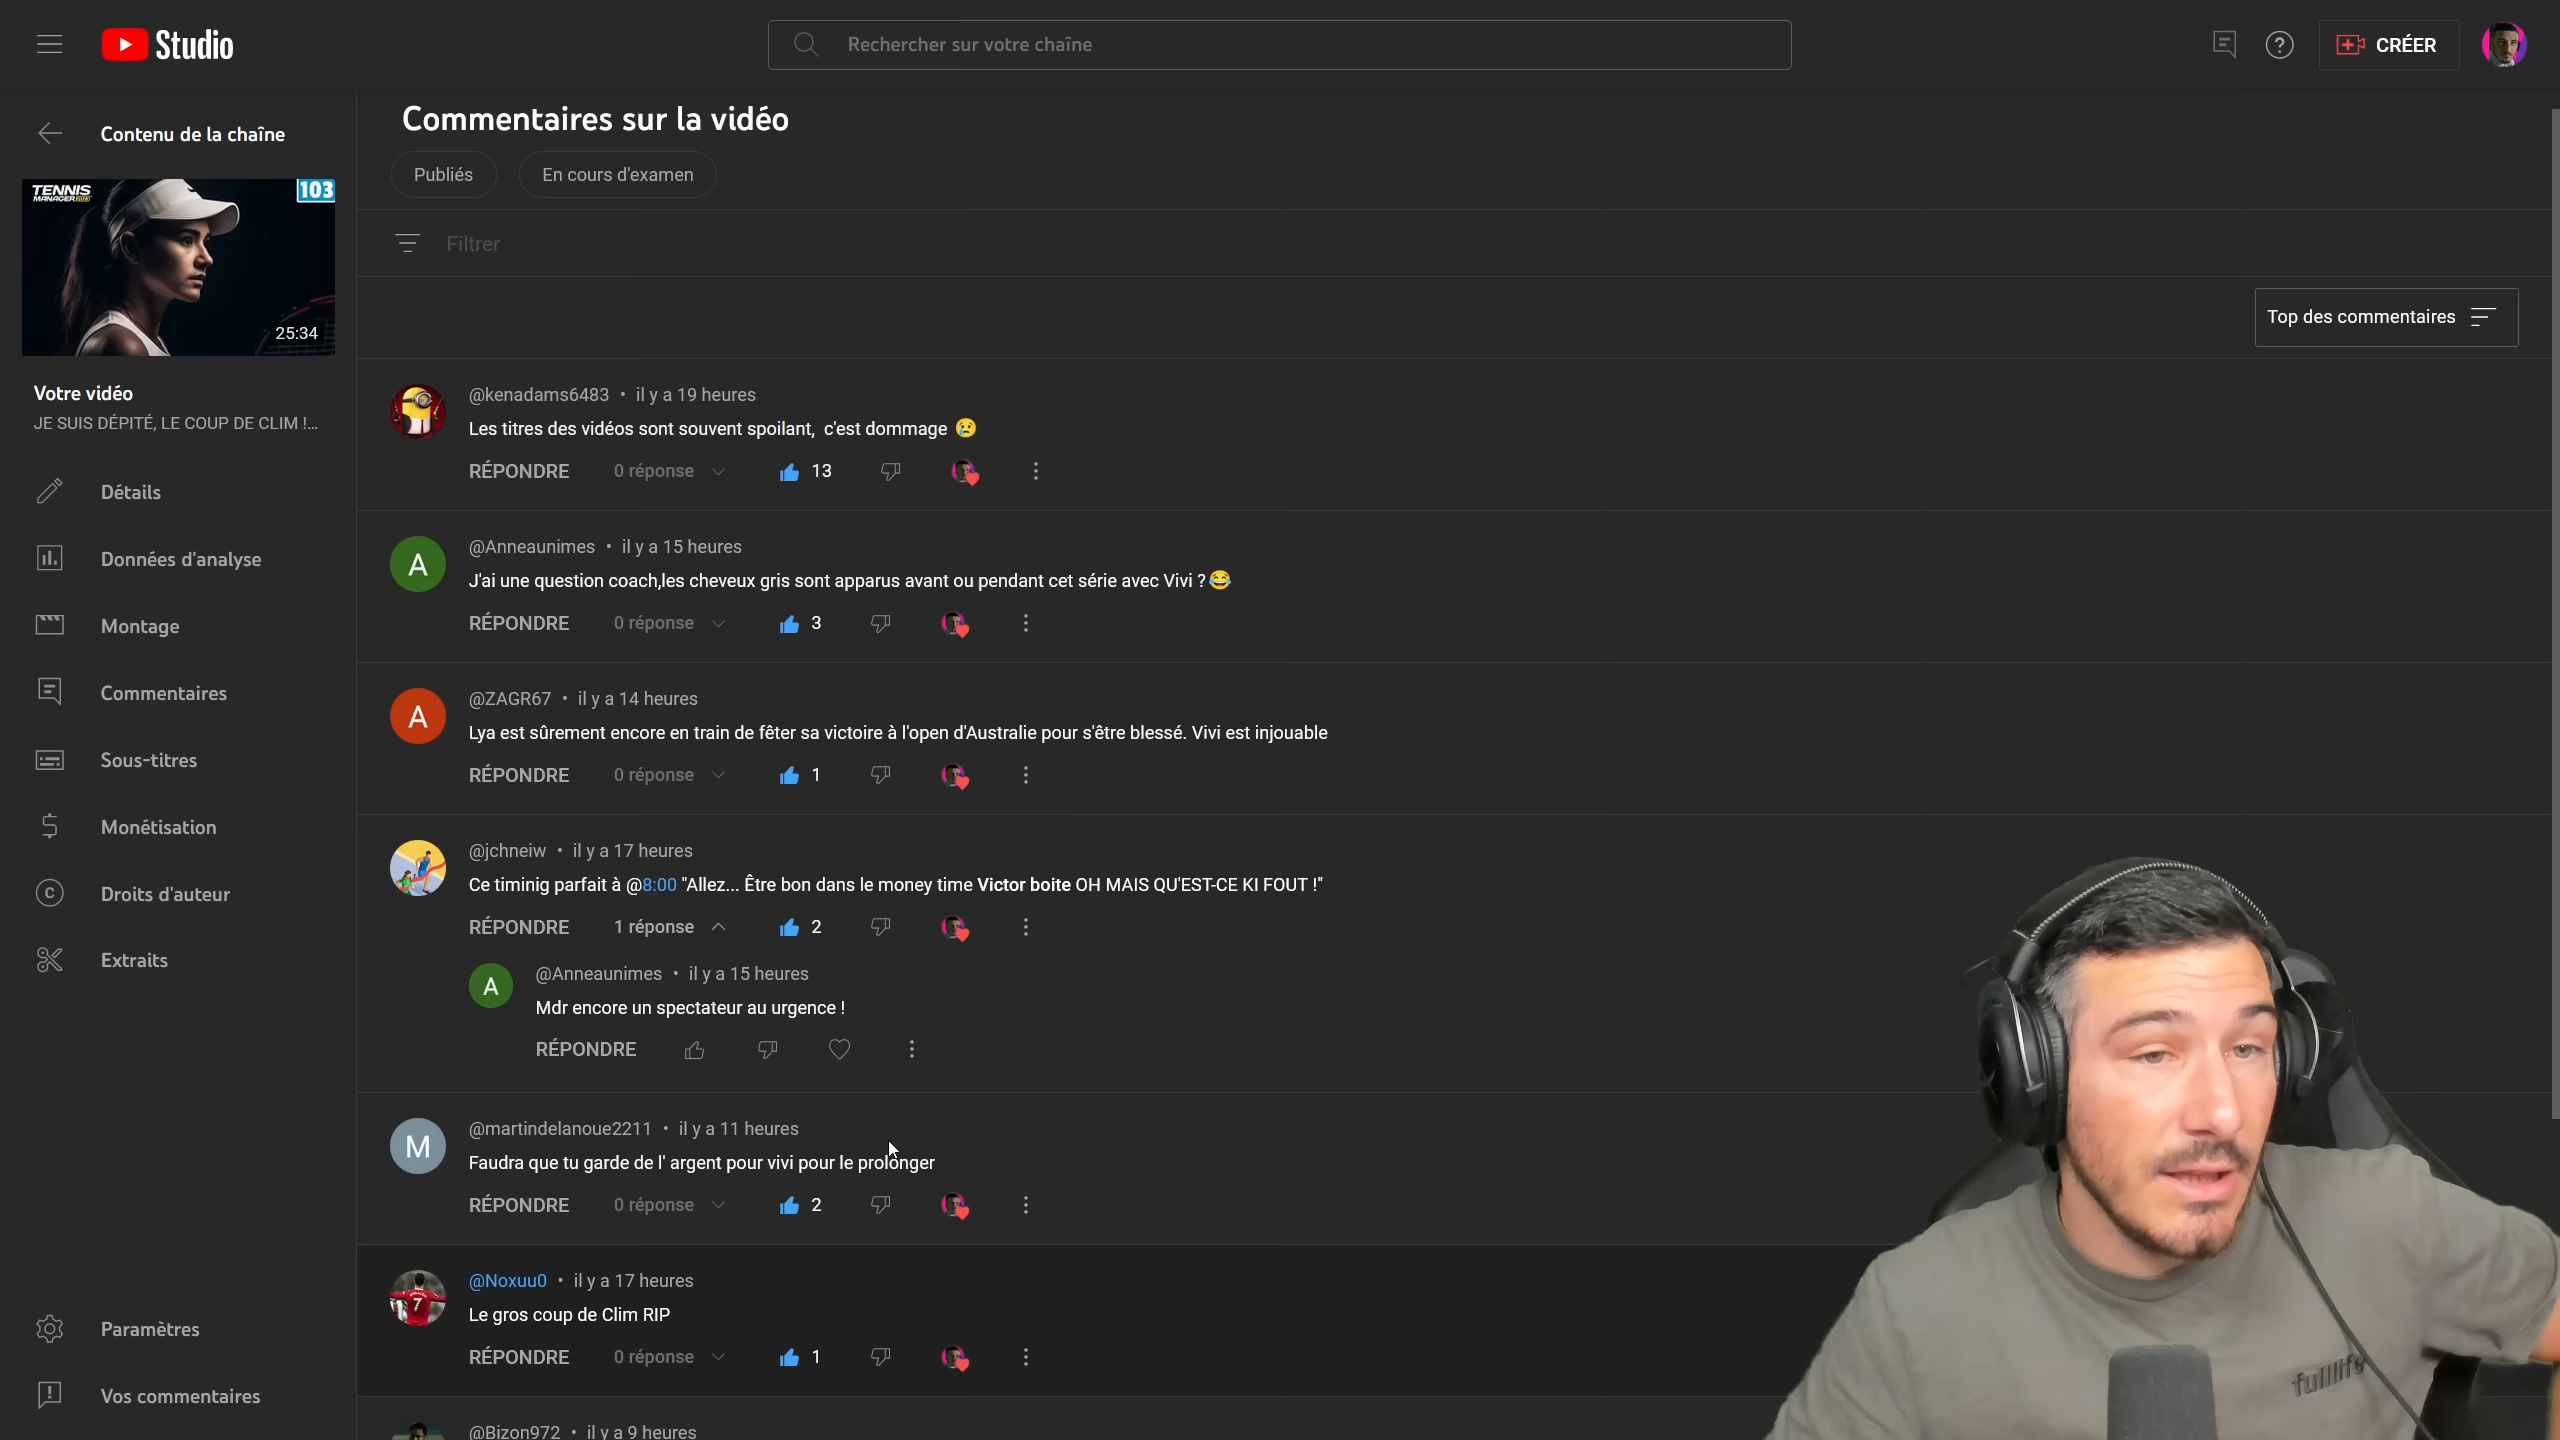 Studio
Rechercher sur votre chaîne
CRÉER
Contenu de la chaîne
TENNIS
MANAGER
103
25:34
Votre vidéo
JE SUIS DÉPITÉ, LE COUP DE CLIM !...
Détails
Données d'analyse
Montage
Commentaires
Sous-titres
Monétisation
Droits d'auteur
Extraits
Paramètres
Vos commentaires
Commentaires sur la vidéo
Publiés
En cours d'examen
Filtrer
Top des commentaires
@kenadams6483 • il y a 19 heures
Les titres des vidéos sont souvent spoilant, c'est dommage 😢
RÉPONDRE 0 réponse 13
A
@Anneaunimes • il y a 15 heures
J'ai une question coach,les cheveux gris sont apparus avant ou pendant cet série avec Vivi ?😂
RÉPONDRE 0 réponse 3
A
@ZAGR67 • il y a 14 heures
Lya est sûrement encore en train de fêter sa victoire à l'open d'Australie pour s'être blessé. Vivi est injouable
RÉPONDRE 0 réponse 1
@jchneiw • il y a 17 heures
Ce timinig parfait à @8:00 "Allez... Être bon dans le money time Victor boite OH MAIS QU'EST-CE KI FOUT !"
RÉPONDRE 1 réponse 2
A
@Anneaunimes • il y a 15 heures
Mdr encore un spectateur au urgence !
RÉPONDRE
M
@martindelanoue2211 • il y a 11 heures
Faudra que tu garde de l' argent pour vivi pour le prolonger
RÉPONDRE 0 réponse 2
7
@Noxuu0 • il y a 17 heures
Le gros coup de Clim RIP
RÉPONDRE 0 réponse 1
@Bizon972 • il y a 9 heures
fulllife